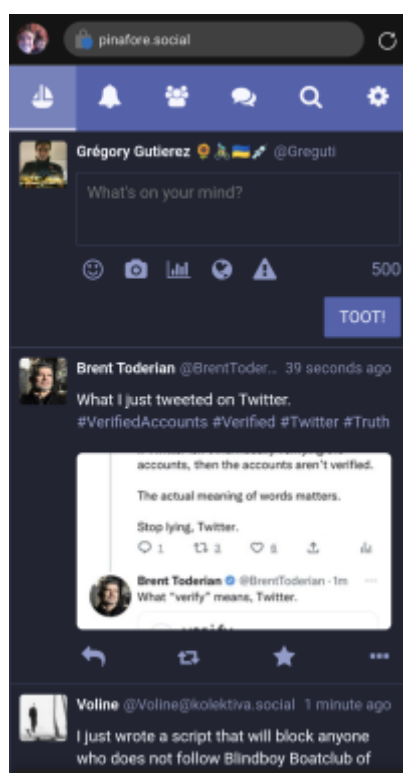 pinafore.social
Grégory Gutierez 🌻🚴🇺🇦💉 @Greguti
What's on your mind?
500
TOOT!
Brent Toderian @BrentToder.. 39 seconds ago
What I just tweeted on Twitter.
#VerifiedAccounts #Verified #Twitter #Truth
accounts, then the accounts aren't verified.
The actual meaning of words matters.
Stop lying, Twitter.
1
Brent Toderian @BrentToderian · 1m
What "verify" means, Twitter.
Voline @Voline@kolektiva.social 1 minute ago
I just wrote a script that will block anyone
who does not follow Blindboy Boatclub of